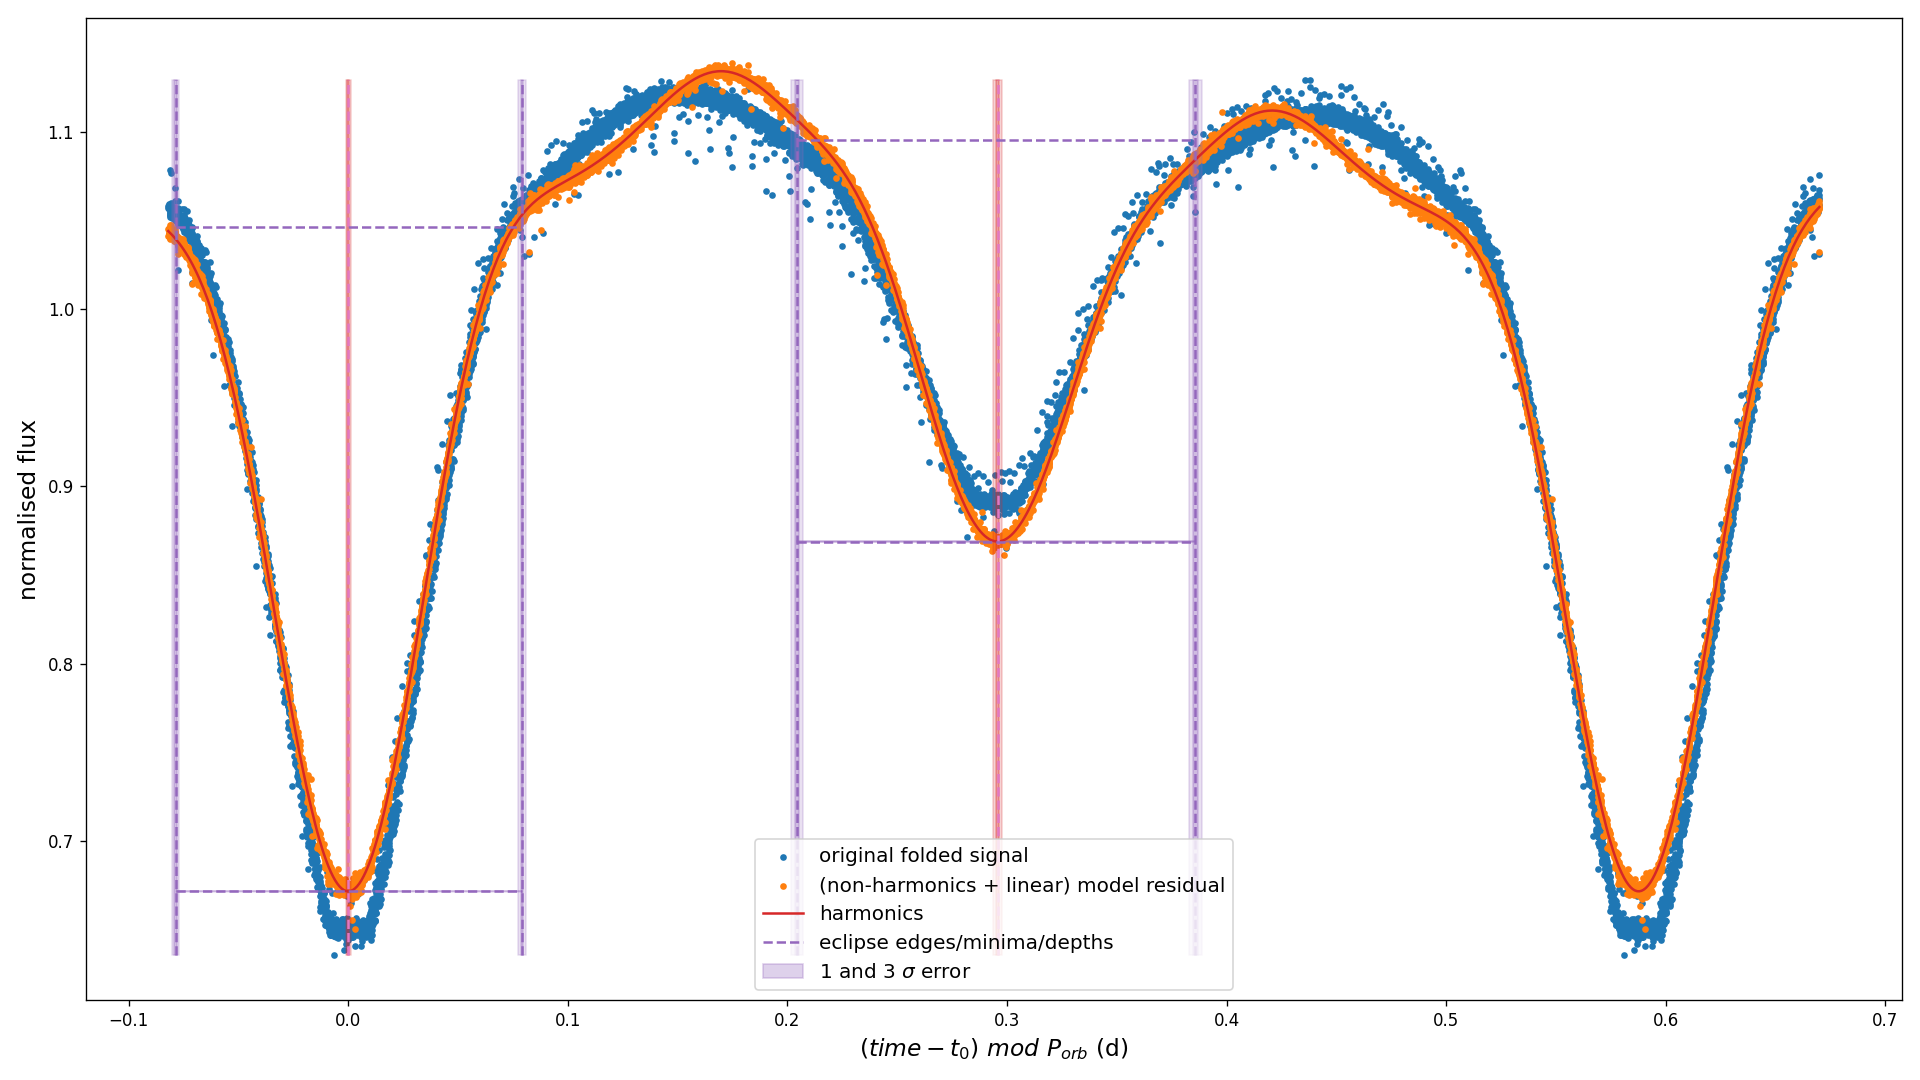 normalised flux
1.1
1.0
0.9
0.8
0.7
original folded signal
(non-harmonics + linear) model residual
harmonics
eclipse edges/minima/depths
1 and 3 σ error
−0.1 0.0 0.1 0.2 0.3 0.4 0.5 0.6 0.7
(time − t₀) mod Pₒᵣb (d)